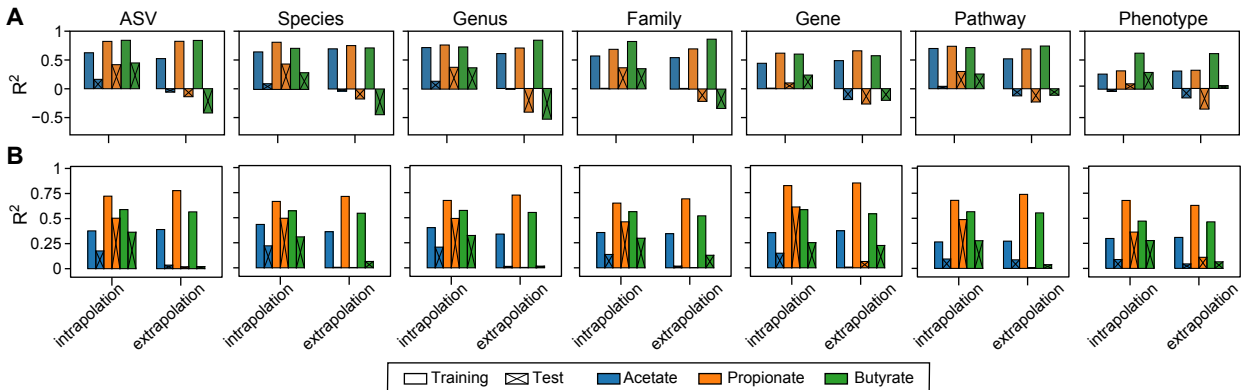 A
ASV
Species
Genus
Family
Gene
Pathway
Phenotype
R²
1
0.5
0
−0.5
B
R²
1
0.75
0.5
0.25
0
intrapolation
extrapolation
intrapolation
extrapolation
intrapolation
extrapolation
intrapolation
extrapolation
intrapolation
extrapolation
intrapolation
extrapolation
intrapolation
extrapolation
Training Test Acetate Propionate Butyrate